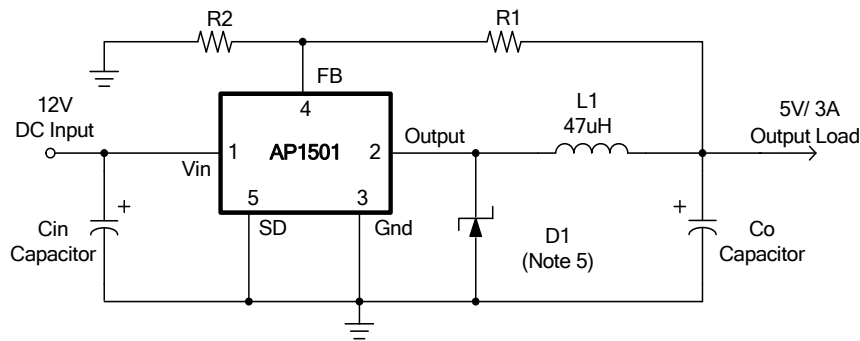 R2
R1
FB
4
12V
DC Input
L1
47uH
5V/ 3A
Output Load
Vin
1
AP1501
2
Output
5
3
SD
Gnd
+
Cin
Capacitor
D1
(Note 5)
+
Co
Capacitor